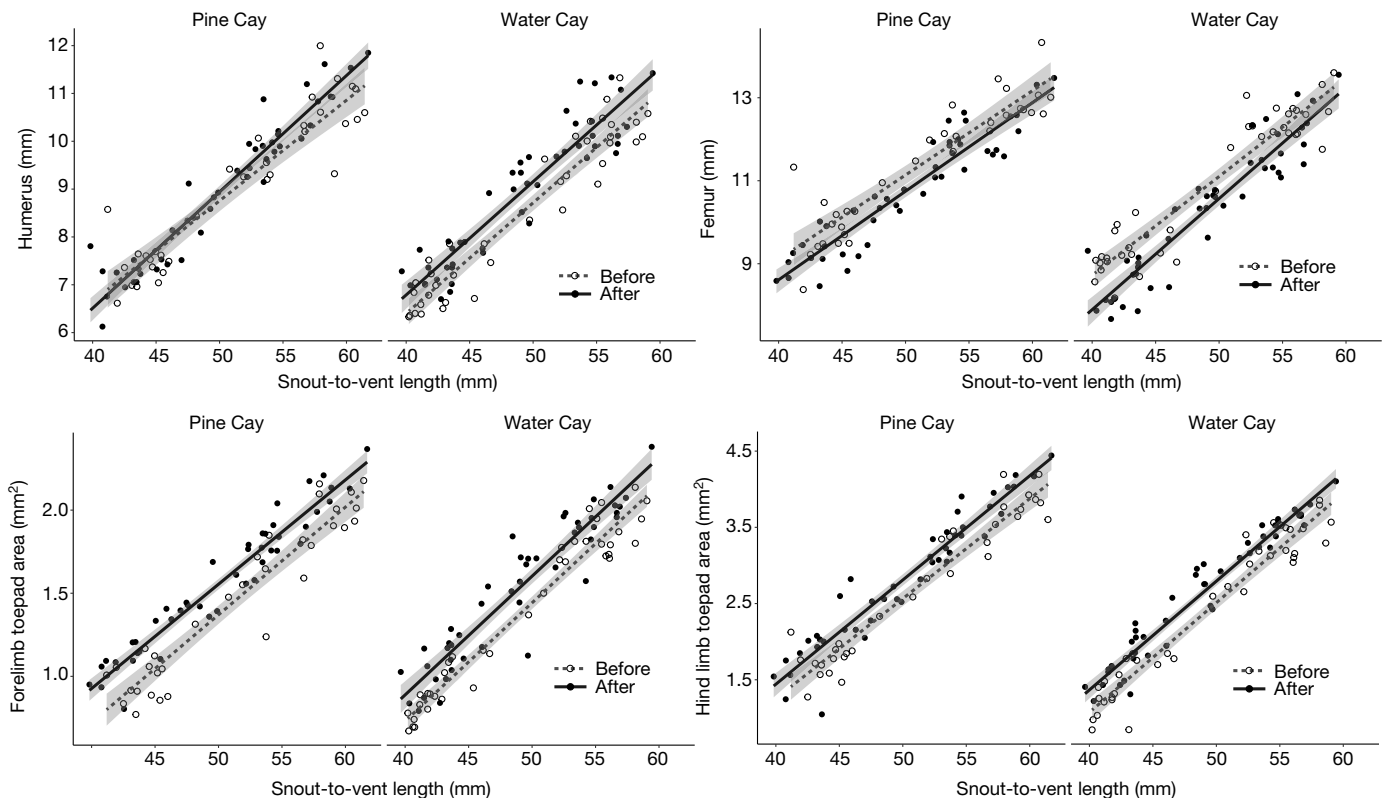 Pine Cay
Water Cay
Humerus (mm)
12
11
10
9
8
7
6
Before
After
40
45
50
55
60
40
45
50
55
60
Snout-to-vent length (mm)
Pine Cay
Water Cay
Femur (mm)
13
11
9
Before
After
40
45
50
55
60
40
45
50
55
60
Snout-to-vent length (mm)
Pine Cay
Water Cay
Forelimb toepad area (mm²)
2.0
1.5
1.0
Before
After
45
50
55
60
40
45
50
55
60
Snout-to-vent length (mm)
Pine Cay
Water Cay
Hind limb toepad area (mm²)
4.5
3.5
2.5
1.5
Before
After
45
50
55
60
40
45
50
55
60
Snout-to-vent length (mm)